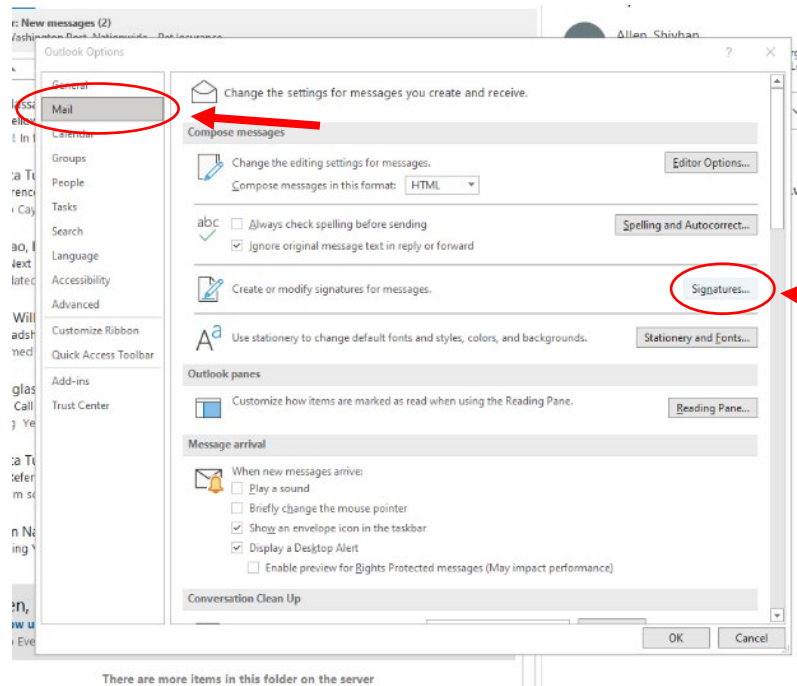 r: New messages (2)
Washington Post, Nationwide - Pet Insurance
Allen, Shivhan
Outlook Options
?
General
Mail
Calendar
Groups
People
Tasks
Search
Language
Accessibility
Advanced
Customize Ribbon
Quick Access Toolbar
Add-ins
Trust Center
Change the settings for messages you create and receive.
Compose messages
Change the editing settings for messages.
Editor Options...
Compose messages in this format: HTML
abc
Always check spelling before sending
Spelling and Autocorrect...
Ignore original message text in reply or forward
Create or modify signatures for messages.
Signatures...
Use stationery to change default fonts and styles, colors, and backgrounds.
Stationery and Fonts...
Outlook panes
Customize how items are marked as read when using the Reading Pane.
Reading Pane...
Message arrival
When new messages arrive:
Play a sound
Briefly change the mouse pointer
Show an envelope icon in the taskbar
Display a Desktop Alert
Enable preview for Rights Protected messages (May impact performance)
Conversation Clean Up
OK
Cancel
There are more items in this folder on the server